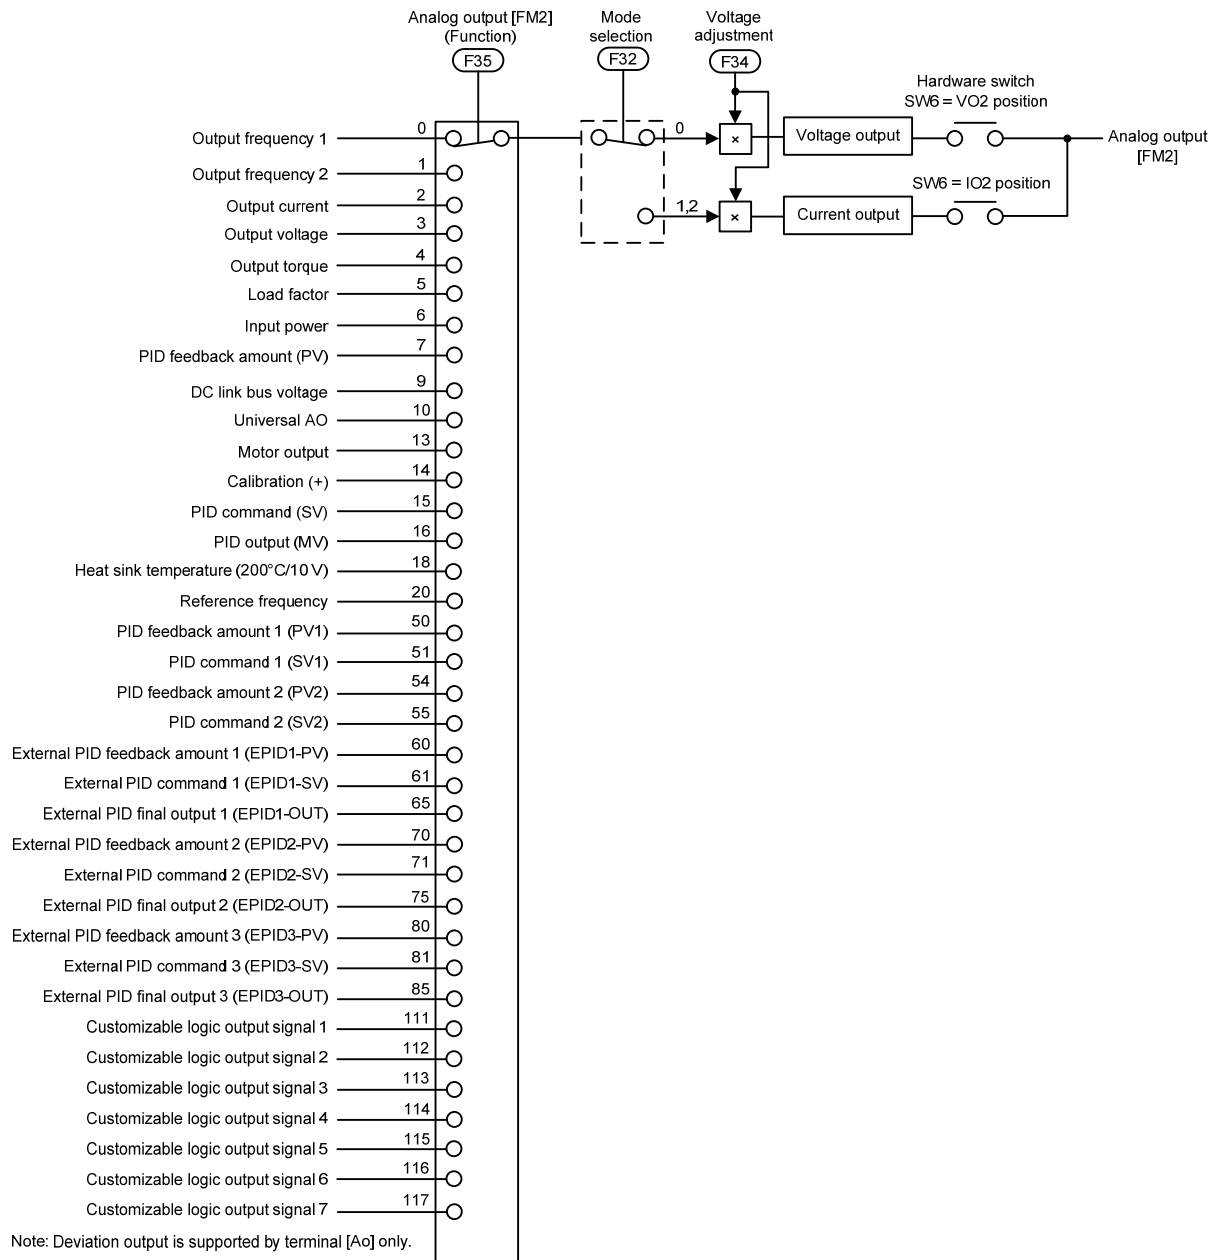 Analog output [FM2]
(Function)
F35
Mode
selection
F32
Voltage
adjustment
F34
Hardware switch
SW6 = VO2 position
Output frequency 1 0
0
×
Voltage output
Analog output
[FM2]
Output frequency 2 1
SW6 = IO2 position
Output current 2
1,2
×
Current output
Output voltage 3
Output torque 4
Load factor 5
Input power 6
PID feedback amount (PV) 7
DC link bus voltage 9
Universal AO 10
Motor output 13
Calibration (+) 14
PID command (SV) 15
PID output (MV) 16
Heat sink temperature (200°C/10 V) 18
Reference frequency 20
PID feedback amount 1 (PV1) 50
PID command 1 (SV1) 51
PID feedback amount 2 (PV2) 54
PID command 2 (SV2) 55
External PID feedback amount 1 (EPID1-PV) 60
External PID command 1 (EPID1-SV) 61
External PID final output 1 (EPID1-OUT) 65
External PID feedback amount 2 (EPID2-PV) 70
External PID command 2 (EPID2-SV) 71
External PID final output 2 (EPID2-OUT) 75
External PID feedback amount 3 (EPID3-PV) 80
External PID command 3 (EPID3-SV) 81
External PID final output 3 (EPID3-OUT) 85
Customizable logic output signal 1 111
Customizable logic output signal 2 112
Customizable logic output signal 3 113
Customizable logic output signal 4 114
Customizable logic output signal 5 115
Customizable logic output signal 6 116
Customizable logic output signal 7 117
Note: Deviation output is supported by terminal [Ao] only.